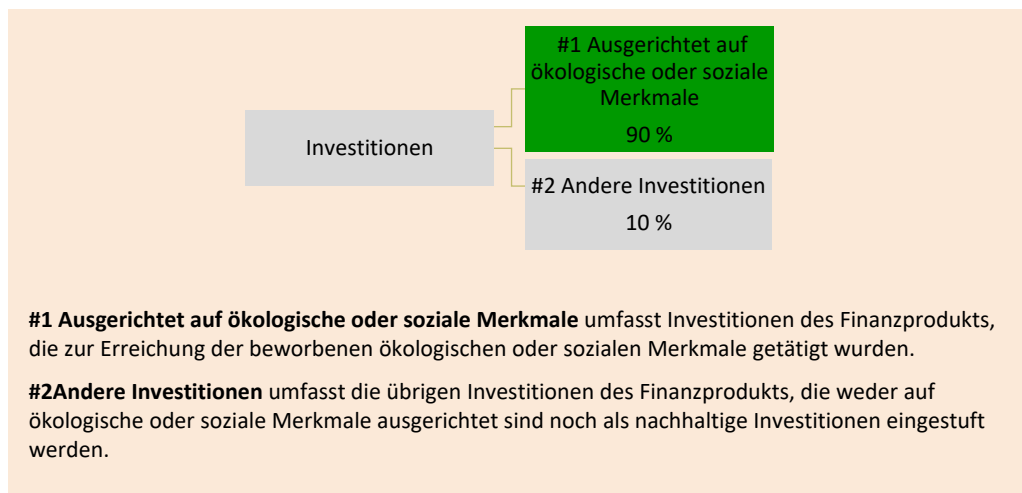 #1 Ausgerichtet auf
ökologische oder soziale
Merkmale
90 %
Investitionen
#2 Andere Investitionen
10 %
#1 Ausgerichtet auf ökologische oder soziale Merkmale umfasst Investitionen des Finanzprodukts,
die zur Erreichung der beworbenen ökologischen oder sozialen Merkmale getätigt wurden.
#2Andere Investitionen umfasst die übrigen Investitionen des Finanzprodukts, die weder auf
ökologische oder soziale Merkmale ausgerichtet sind noch als nachhaltige Investitionen eingestuft
werden.